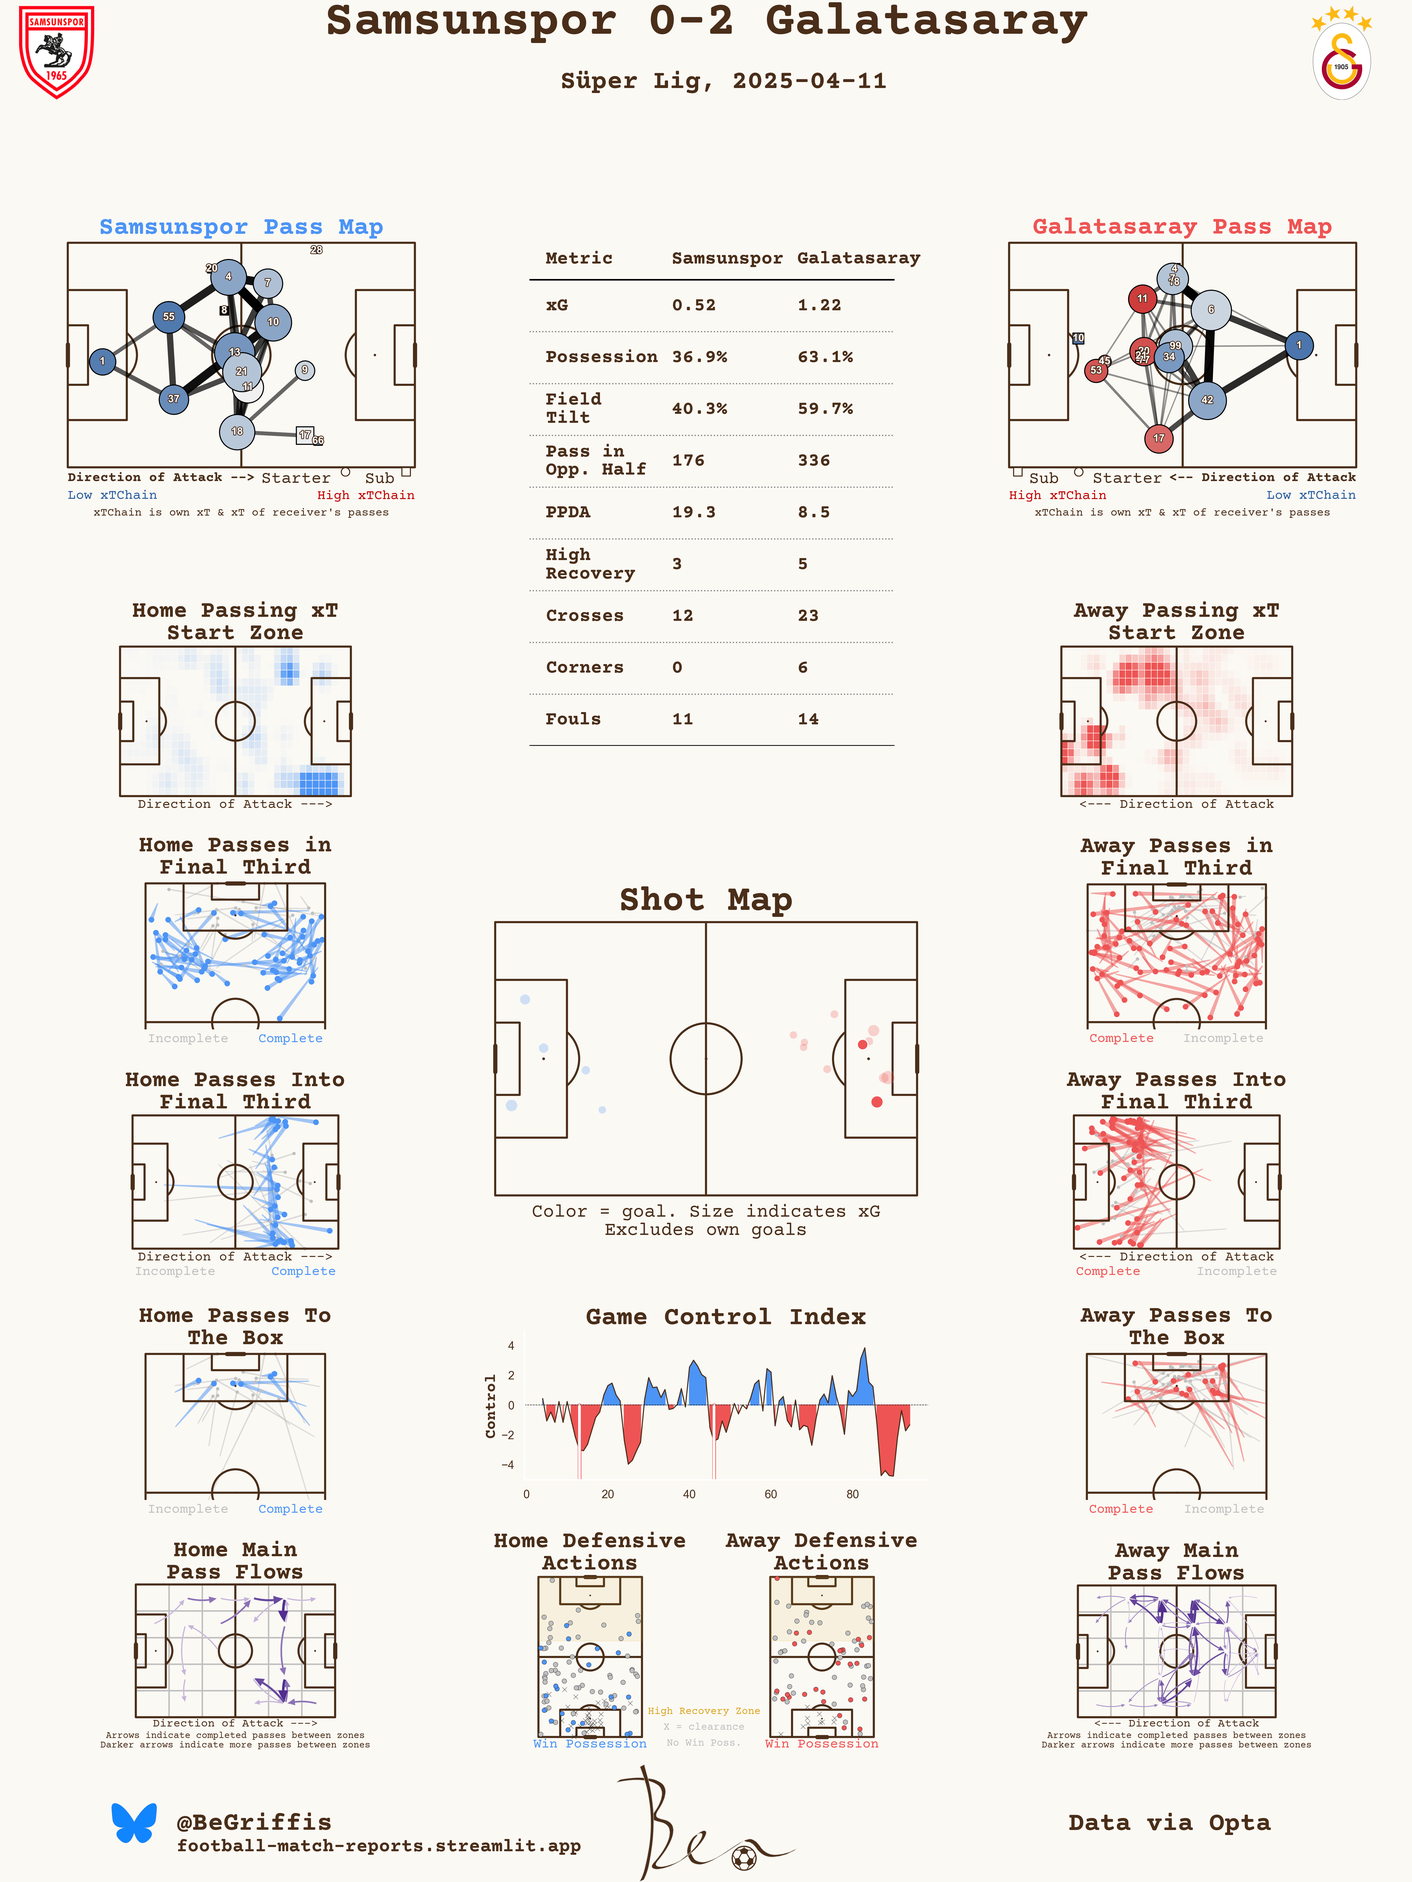 Samsunspor 0-2 Galatasaray
Süper Lig, 2025-04-11
SAMSUNSPOR
1965
1905
Samsunspor Pass Map
28
20
4
7
8
55
10
13
1
21
9
11
37
18
17
66
Direction of Attack --> Starter Sub
Low xTChain High xTChain
xTChain is own xT & xT of receiver's passes
Metric Samsunspor Galatasaray
xG 0.52 1.22
Possession 36.9% 63.1%
Field
Tilt 40.3% 59.7%
Pass in
Opp. Half 176 336
PPDA 19.3 8.5
High
Recovery 3 5
Crosses 12 23
Corners 0 6
Fouls 11 14
Galatasaray Pass Map
4
11
6
10
20
99
1
34
45
53
42
17
Sub Starter <-- Direction of Attack
High xTChain Low xTChain
xTChain is own xT & xT of receiver's passes
Home Passing xT
Start Zone
Direction of Attack --->
Away Passing xT
Start Zone
<--- Direction of Attack
Home Passes in
Final Third
Incomplete Complete
Shot Map
Color = goal. Size indicates xG
Excludes own goals
Away Passes in
Final Third
Complete Incomplete
Home Passes Into
Final Third
Direction of Attack --->
Incomplete Complete
Away Passes Into
Final Third
<--- Direction of Attack
Complete Incomplete
Home Passes To
The Box
Incomplete Complete
Game Control Index
Control
4
2
0
−2
−4
0 20 40 60 80
Away Passes To
The Box
Complete Incomplete
Home Main
Pass Flows
Direction of Attack --->
Arrows indicate completed passes between zones
Darker arrows indicate more passes between zones
Home Defensive
Actions
Win Possession
High Recovery Zone
X = clearance
No Win Poss.
Away Defensive
Actions
Win Possession
Away Main
Pass Flows
<--- Direction of Attack
Arrows indicate completed passes between zones
Darker arrows indicate more passes between zones
@BeGriffis
football-match-reports.streamlit.app
Ben
Data via Opta